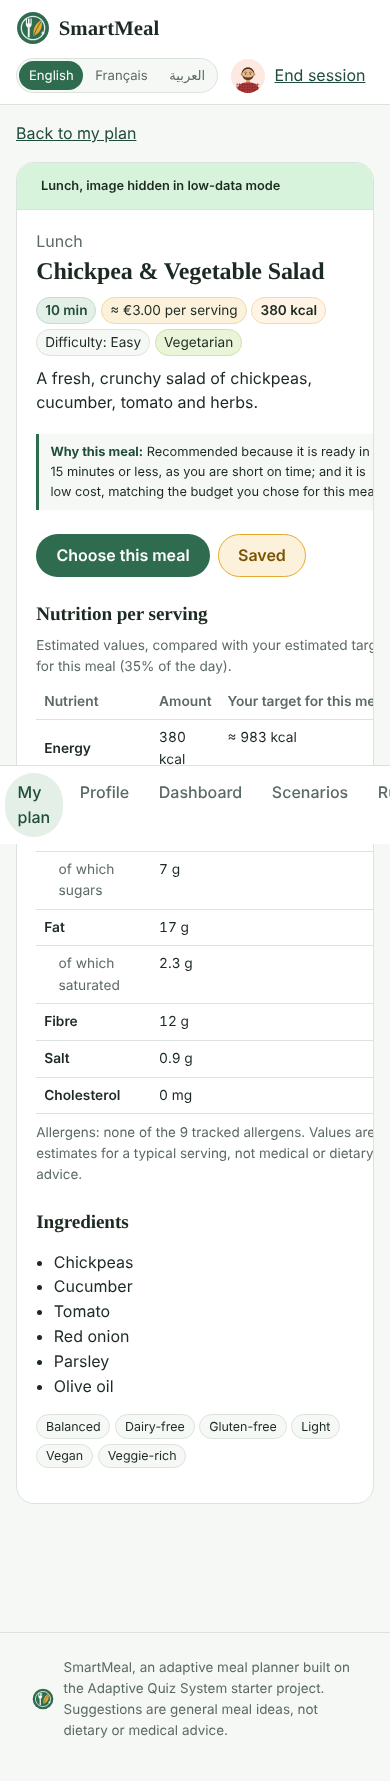 SmartMeal
English Français العربية End session
Back to my plan
Lunch, image hidden in low-data mode
Lunch
Chickpea & Vegetable Salad
10 min ≈ €3.00 per serving 380 kcal
Difficulty: Easy Vegetarian
A fresh, crunchy salad of chickpeas,
cucumber, tomato and herbs.
Why this meal: Recommended because it is ready in
15 minutes or less, as you are short on time; and it is
low cost, matching the budget you chose for this mea
Choose this meal Saved
Nutrition per serving
Estimated values, compared with your estimated targ
for this meal (35% of the day).
Nutrient Amount Your target for this me
Energy 380 kcal ≈ 983 kcal
My plan Profile Dashboard Scenarios
of which sugars 7 g
Fat 17 g
of which saturated 2.3 g
Fibre 12 g
Salt 0.9 g
Cholesterol 0 mg
Allergens: none of the 9 tracked allergens. Values are
estimates for a typical serving, not medical or dietary
advice.
Ingredients
• Chickpeas
• Cucumber
• Tomato
• Red onion
• Parsley
• Olive oil
Balanced Dairy-free Gluten-free Light
Vegan Veggie-rich
SmartMeal, an adaptive meal planner built on
the Adaptive Quiz System starter project.
Suggestions are general meal ideas, not
dietary or medical advice.